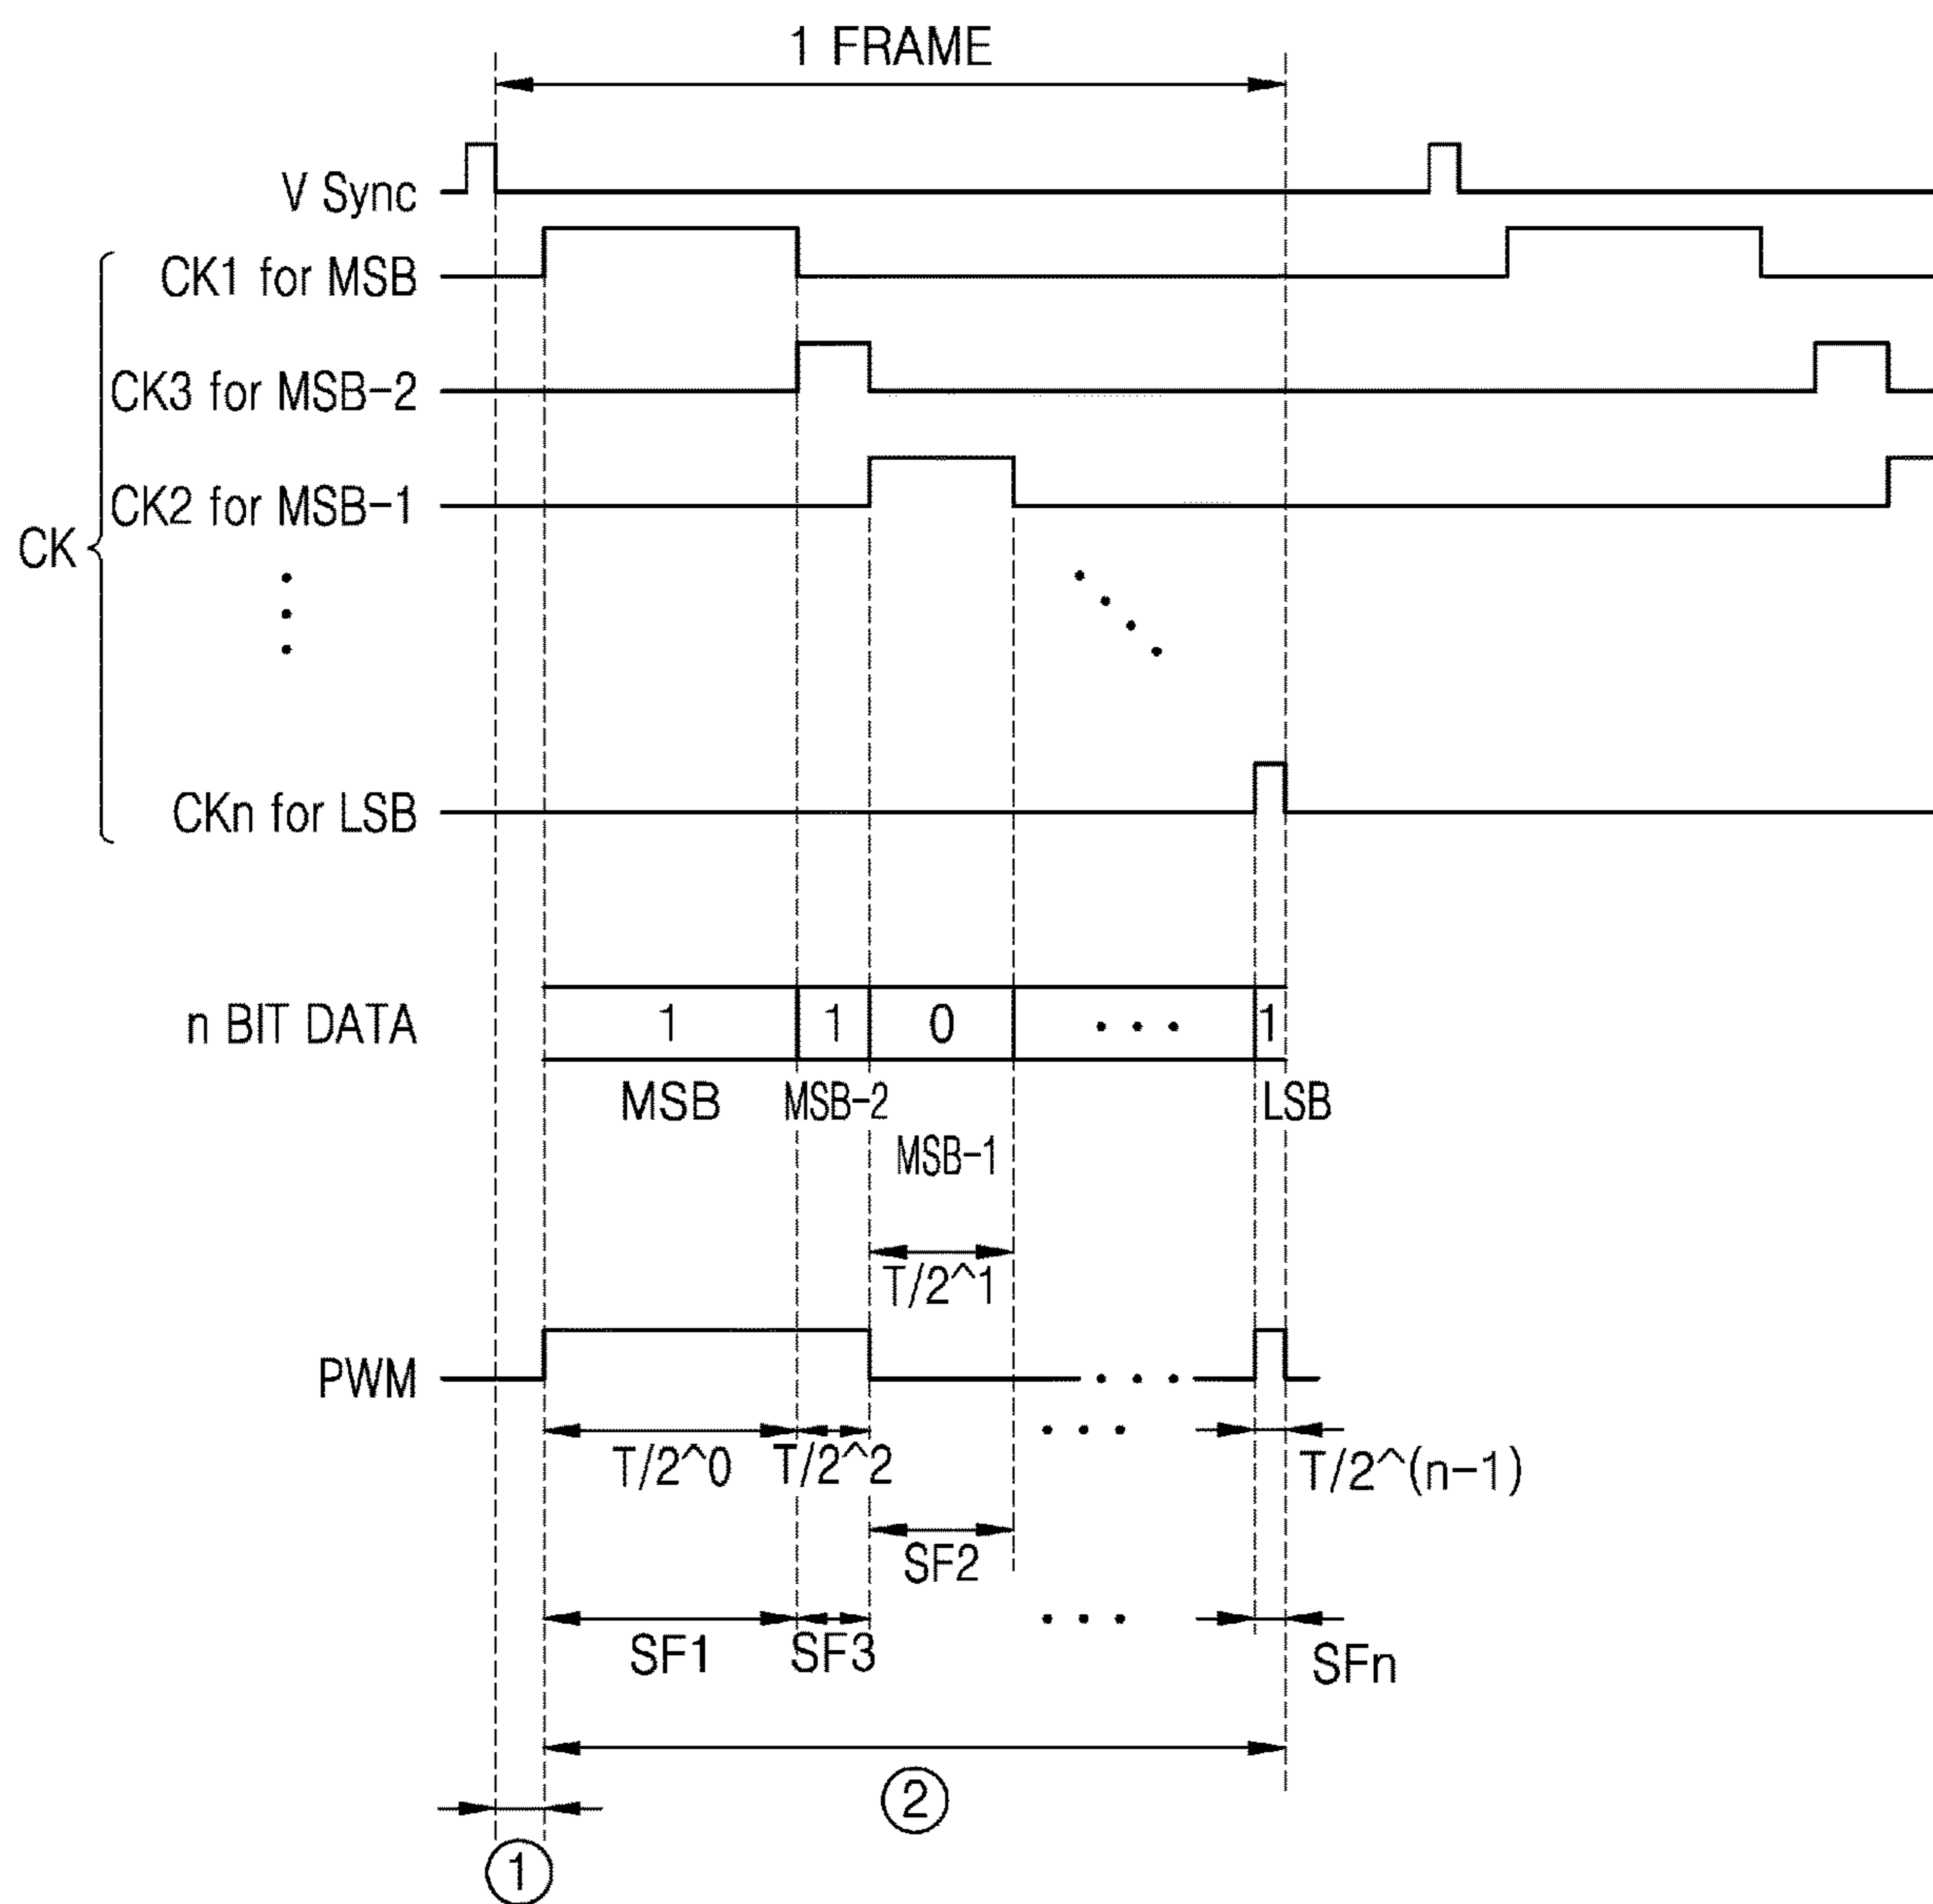 1 FRAME
V Sync
CK1 for MSB
CK3 for MSB-2
CK2 for MSB-1
CK
CKn for LSB
n BIT DATA
1 1 0 · · · 1
MSB MSB-2 LSB
MSB-1
T/2^1
PWM
T/2^0 T/2^2 · · · T/2^(n-1)
SF2
SF1 SF3 · · · SFn
②
①